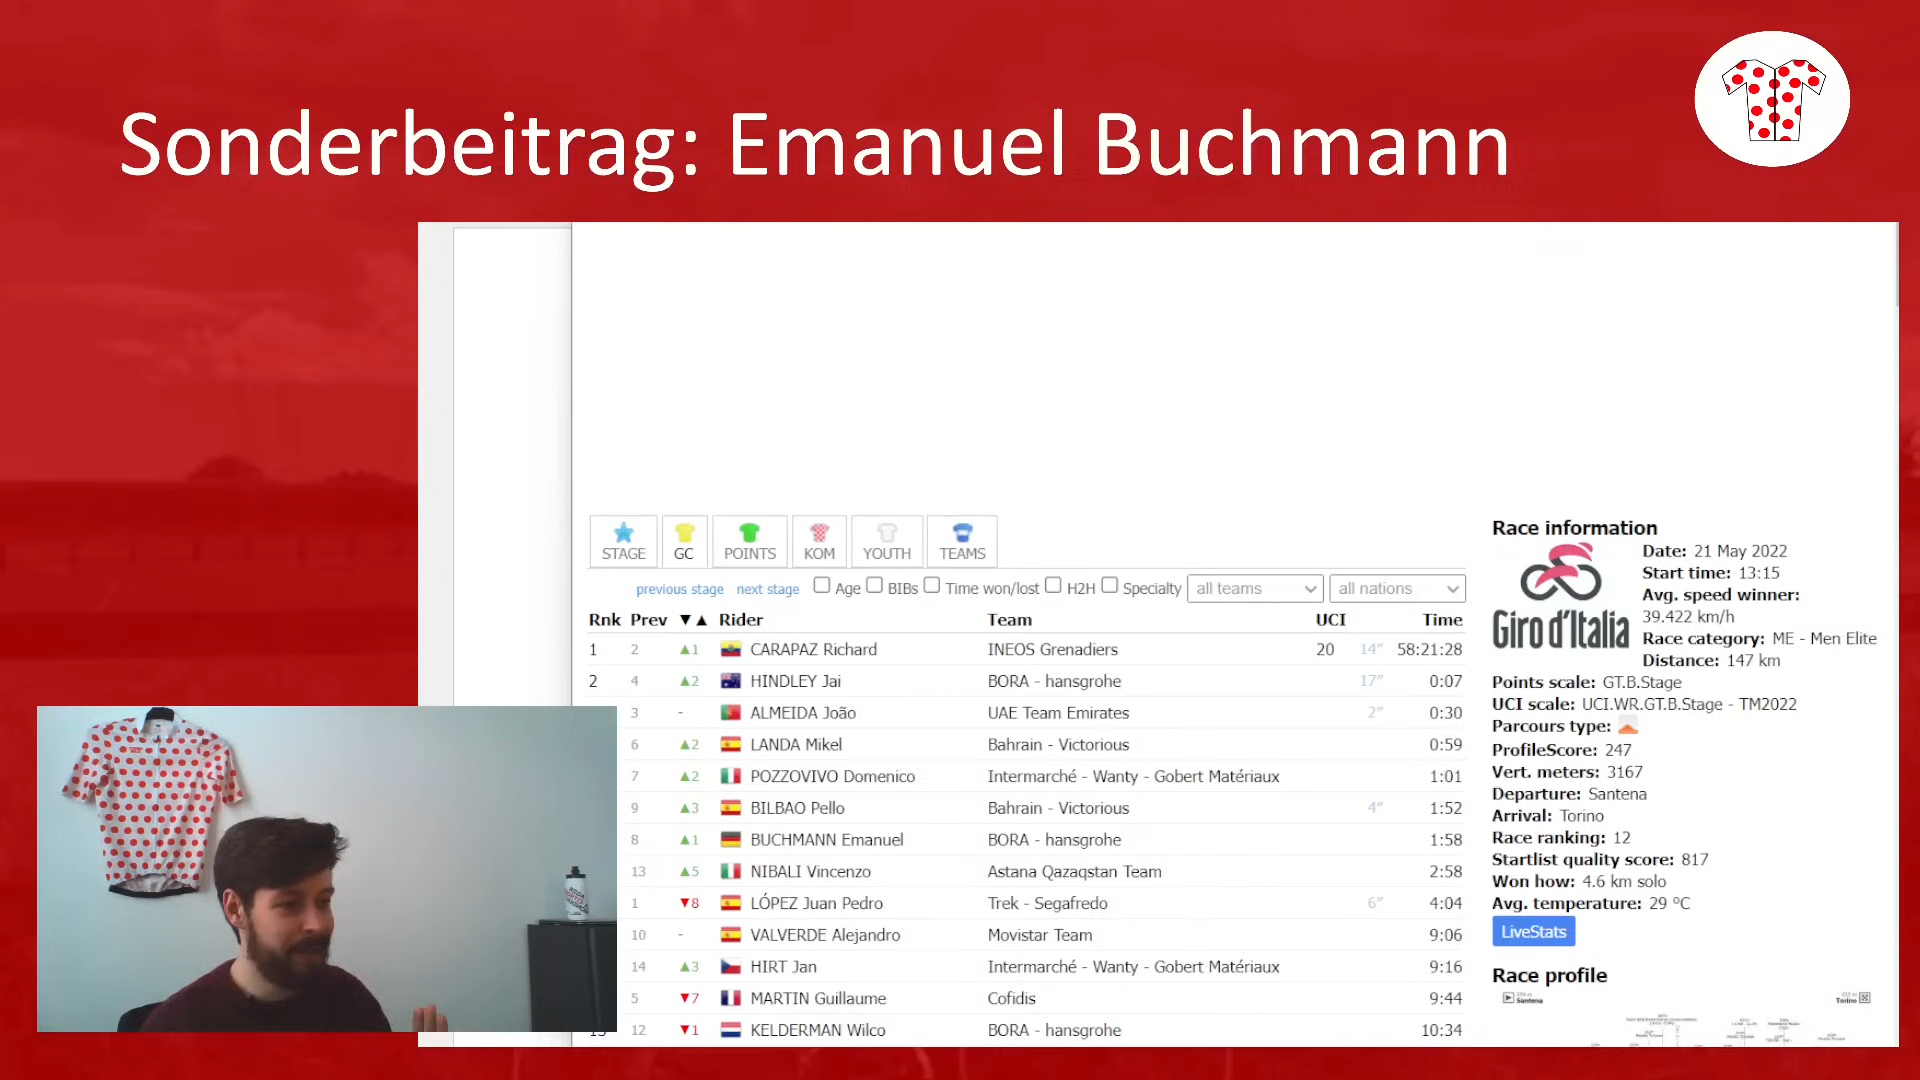 Sonderbeitrag: Emanuel Buchmann
STAGE GC POINTS KOM YOUTH TEAMS
previous stage next stage Age BIBs Time won/lost H2H Specialty all teams all nations
Rnk Prev ▼▲ Rider Team UCI Time
1 2 ▲1 CARAPAZ Richard INEOS Grenadiers 20 14″ 58:21:28
2 4 ▲2 HINDLEY Jai BORA - hansgrohe 17″ 0:07
3 - ALMEIDA João UAE Team Emirates 2″ 0:30
6 ▲2 LANDA Mikel Bahrain - Victorious 0:59
7 ▲2 POZZOVIVO Domenico Intermarché - Wanty - Gobert Matériaux 1:01
9 ▲3 BILBAO Pello Bahrain - Victorious 4″ 1:52
8 ▲1 BUCHMANN Emanuel BORA - hansgrohe 1:58
13 ▲5 NIBALI Vincenzo Astana Qazaqstan Team 2:58
1 ▼8 LÓPEZ Juan Pedro Trek - Segafredo 6″ 4:04
10 - VALVERDE Alejandro Movistar Team 9:06
14 ▲3 HIRT Jan Intermarché - Wanty - Gobert Matériaux 9:16
5 ▼7 MARTIN Guillaume Cofidis 9:44
12 ▼1 KELDERMAN Wilco BORA - hansgrohe 10:34
Race information
Giro d'Italia
Date: 21 May 2022
Start time: 13:15
Avg. speed winner:
39.422 km/h
Race category: ME - Men Elite
Distance: 147 km
Points scale: GT.B.Stage
UCI scale: UCI.WR.GT.B.Stage - TM2022
Parcours type:
ProfileScore: 247
Vert. meters: 3167
Departure: Santena
Arrival: Torino
Race ranking: 12
Startlist quality score: 817
Won how: 4.6 km solo
Avg. temperature: 29 °C
LiveStats
Race profile
Santena
Torino